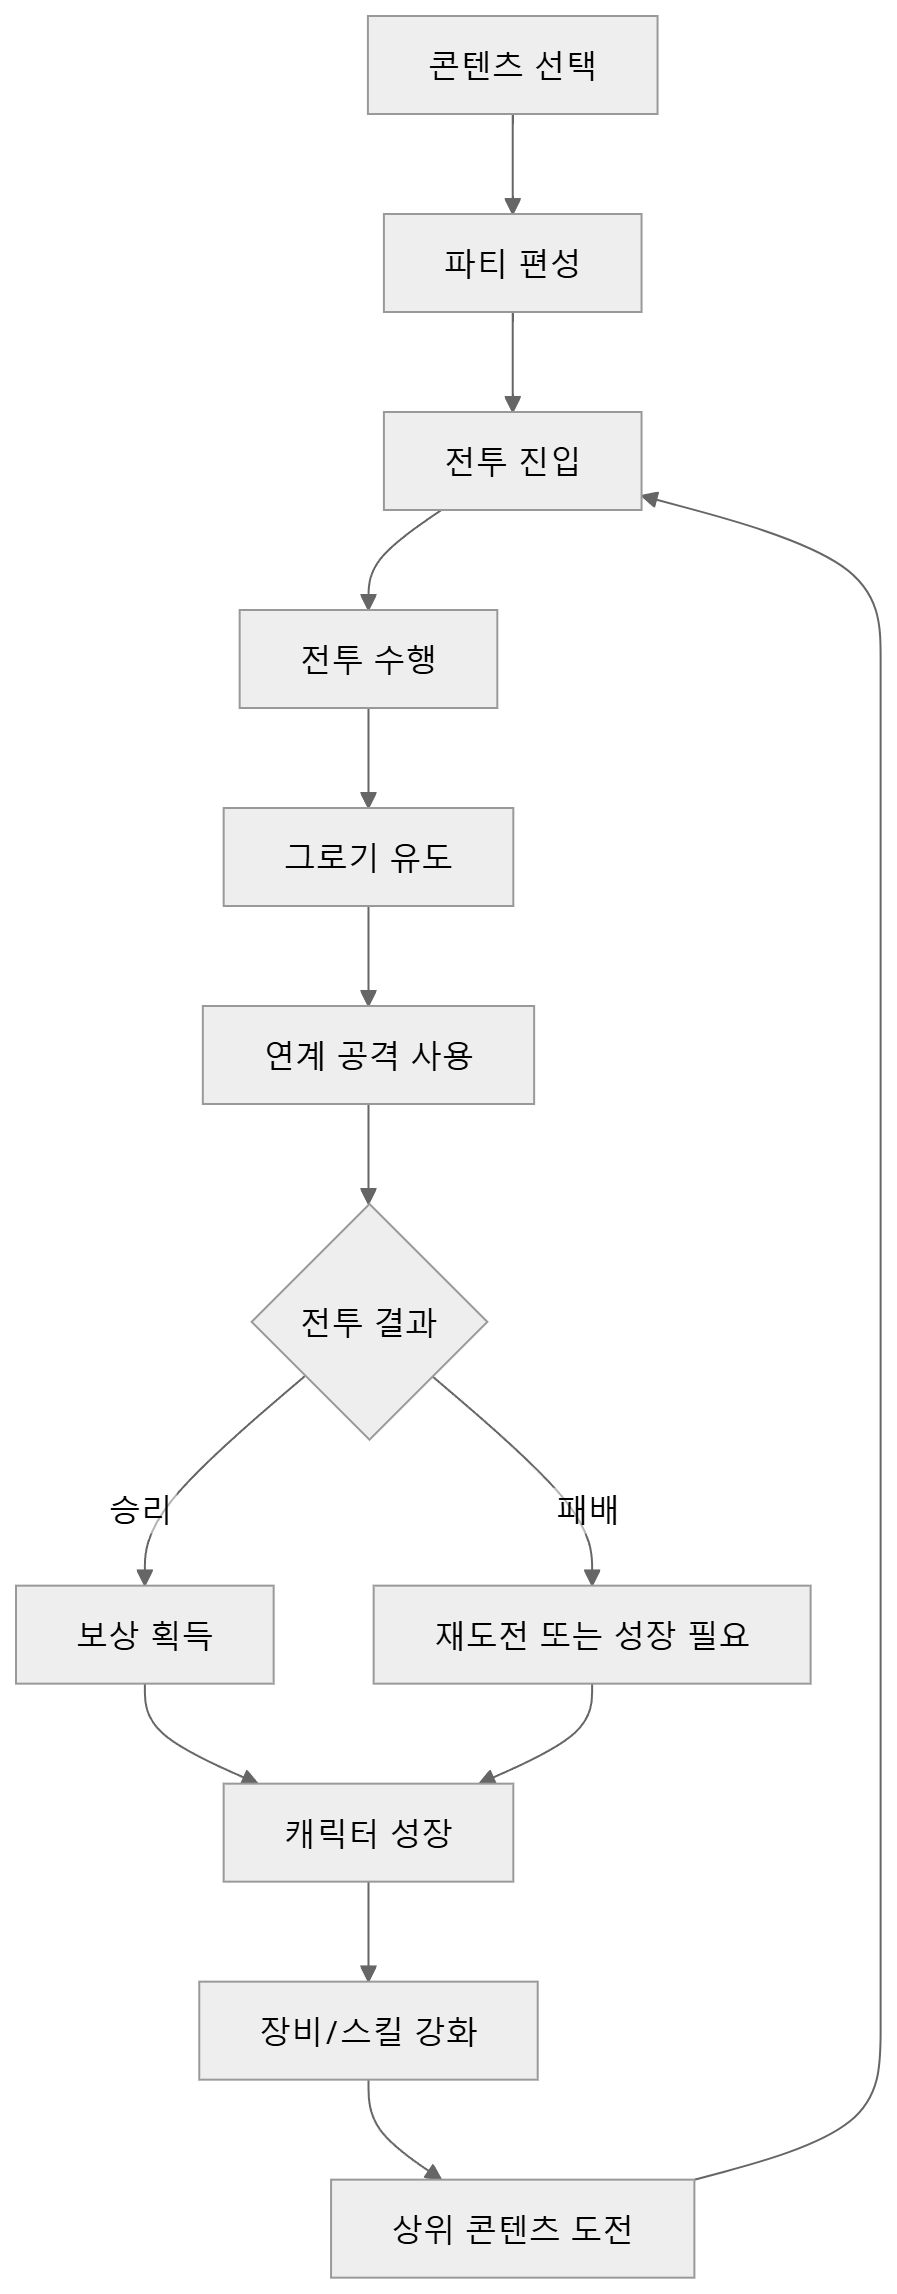 콘텐츠 선택
파티 편성
전투 진입
전투 수행
그로기 유도
연계 공격 사용
전투 결과
승리
패배
보상 획득
재도전 또는 성장 필요
캐릭터 성장
장비/스킬 강화
상위 콘텐츠 도전